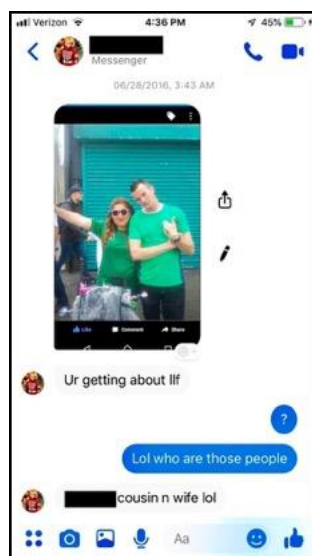 Verizon 4:36 PM 45%
Messenger
06/28/2016, 3:43 AM
Like Comment Share
Ur getting about llf
?
Lol who are those people
cousin n wife lol
Aa